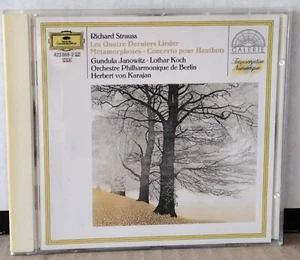 Richard Strauss
Les Quatre Derniers Lieder
Métamorphoses · Concerto pour Hautbois
Gundula Janowitz · Lothar Koch
Orchestre Philharmonique de Berlin
Herbert von Karajan
GALERIE